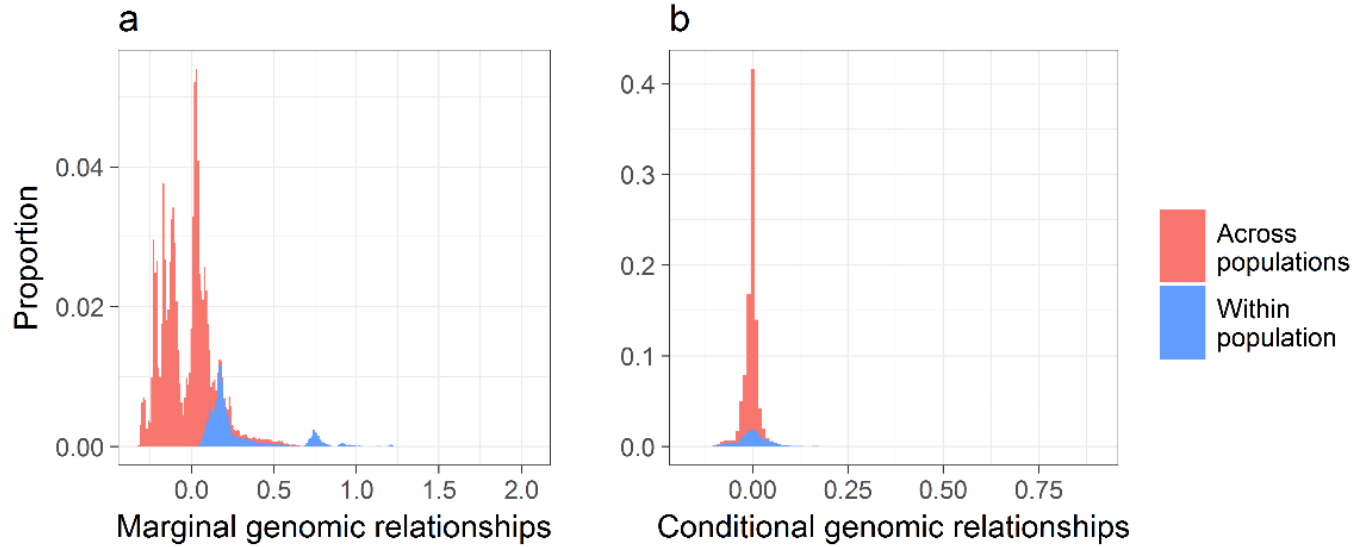 a
b
Proportion
0.04
0.02
0.00
0.0 0.5 1.0 1.5 2.0
Marginal genomic relationships
0.4
0.3
0.2
0.1
0.0
0.00 0.25 0.50 0.75
Conditional genomic relationships
Across
populations
Within
population